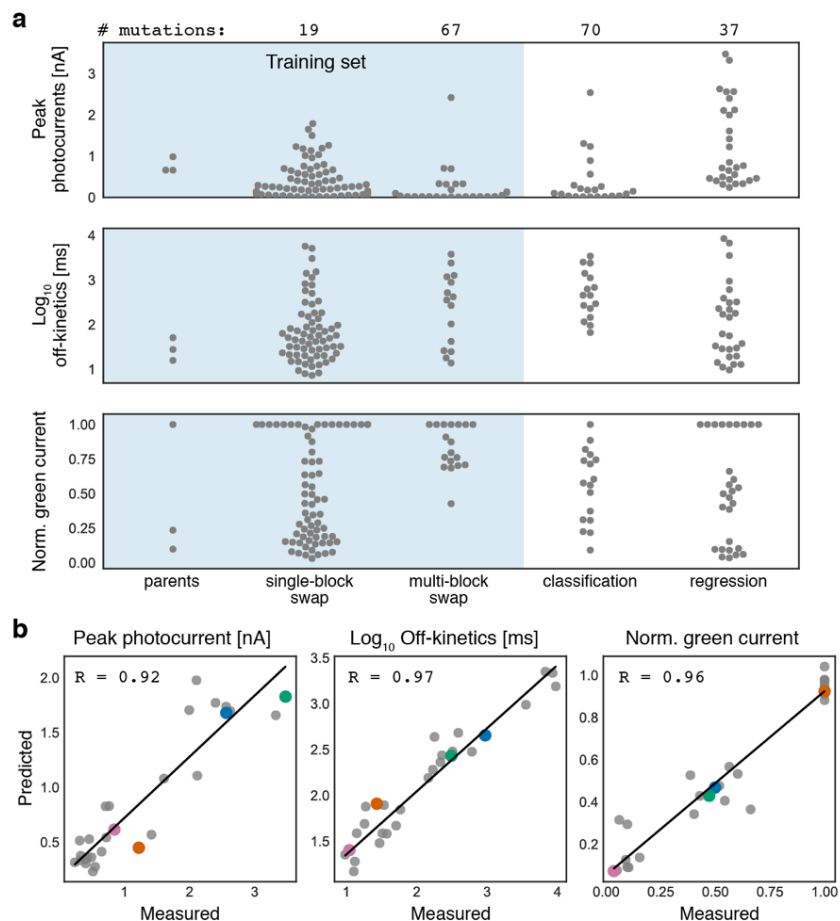 a
# mutations: 19 67 70 37
Training set
Peak
photocurrents [nA]
3
2
1
0
Log10
off-kinetics [ms]
4
3
2
1
Norm. green current
1.00
0.75
0.50
0.25
0.00
parents
single-block
swap
multi-block
swap
classification
regression
b
Peak photocurrent [nA]
R = 0.92
Predicted
2.0
1.5
1.0
0.5
1 2 3
Measured
Log10 Off-kinetics [ms]
R = 0.97
3.5
3.0
2.5
2.0
1.5
1 2 3 4
Measured
Norm. green current
R = 0.96
1.0
0.8
0.6
0.4
0.2
0.00 0.25 0.50 0.75 1.00
Measured